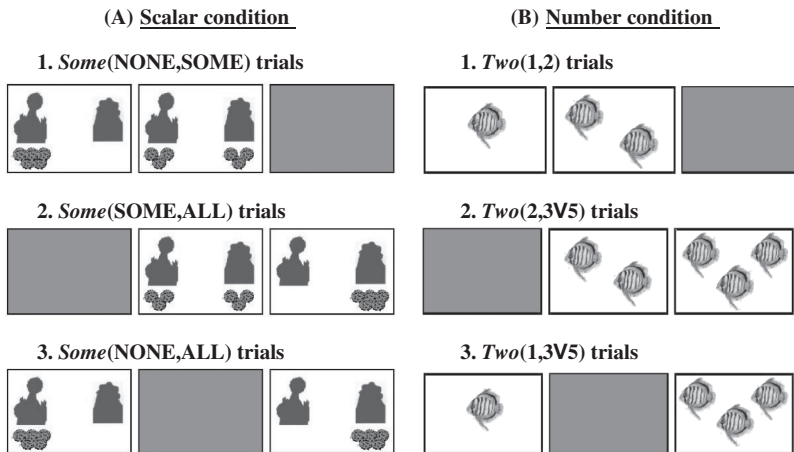 (A) Scalar condition
1. Some(NONE,SOME) trials
2. Some(SOME,ALL) trials
3. Some(NONE,ALL) trials
(B) Number condition
1. Two(1,2) trials
2. Two(2,3V5) trials
3. Two(1,3V5) trials